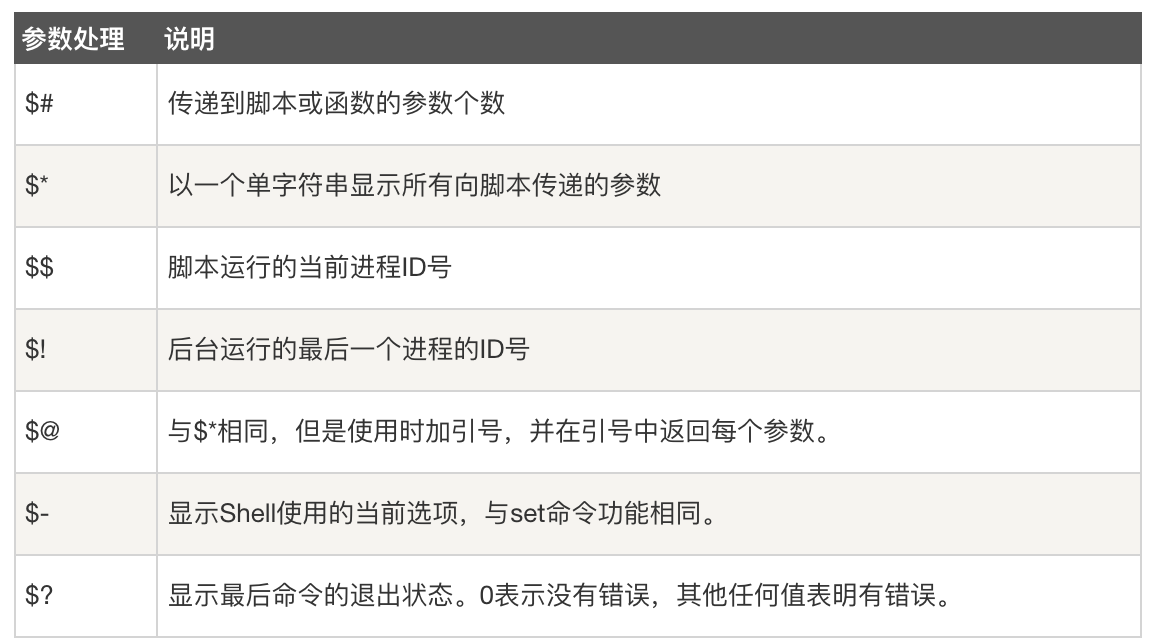 参数处理 说明
$# 传递到脚本或函数的参数个数
$* 以一个单字符串显示所有向脚本传递的参数
$$ 脚本运行的当前进程ID号
$! 后台运行的最后一个进程的ID号
$@ 与$*相同，但是使用时加引号，并在引号中返回每个参数。
$- 显示Shell使用的当前选项，与set命令功能相同。
$? 显示最后命令的退出状态。0表示没有错误，其他任何值表明有错误。